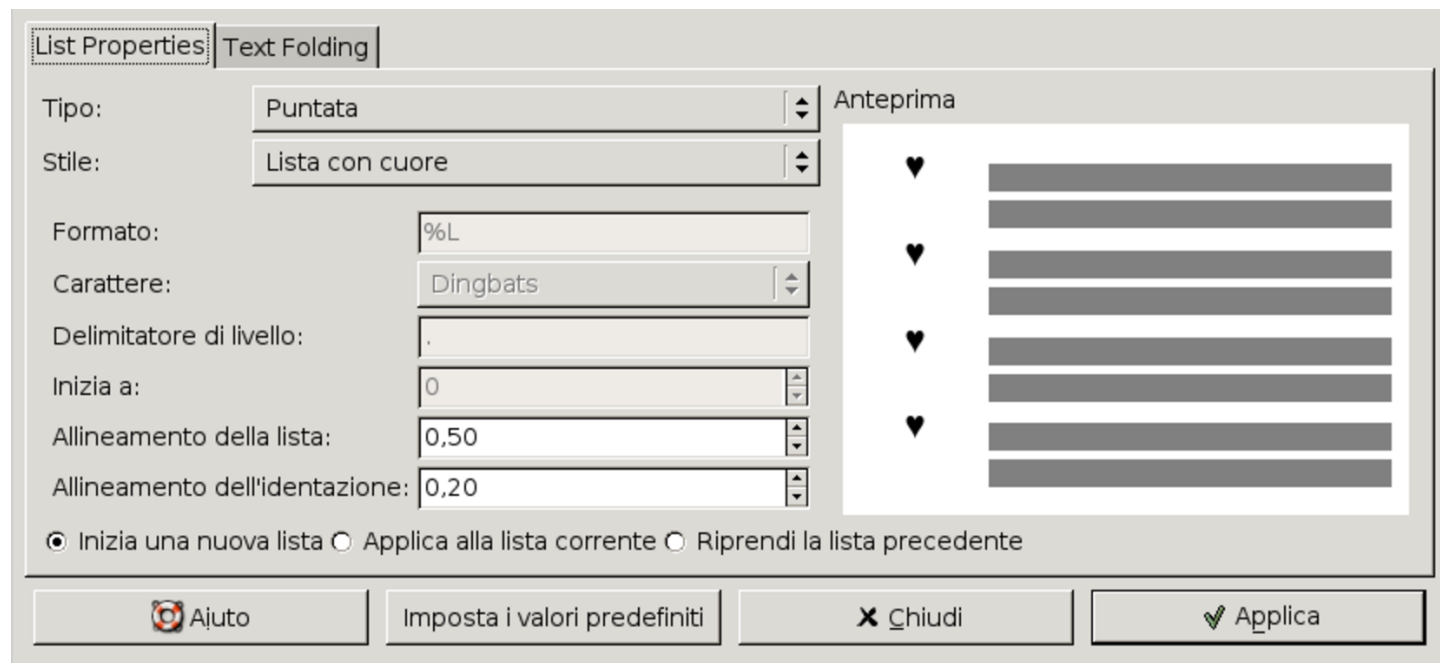 List Properties Text Folding
Tipo: Puntata
Stile: Lista con cuore
Formato: %L
Carattere: Dingbats
Delimitatore di livello: .
Inizia a: 0
Allineamento della lista: 0,50
Allineamento dell'identazione: 0,20
Anteprima
♥
♥
♥
♥
Inizia una nuova lista Applica alla lista corrente Riprendi la lista precedente
Aiuto Imposta i valori predefiniti Chiudi Applica